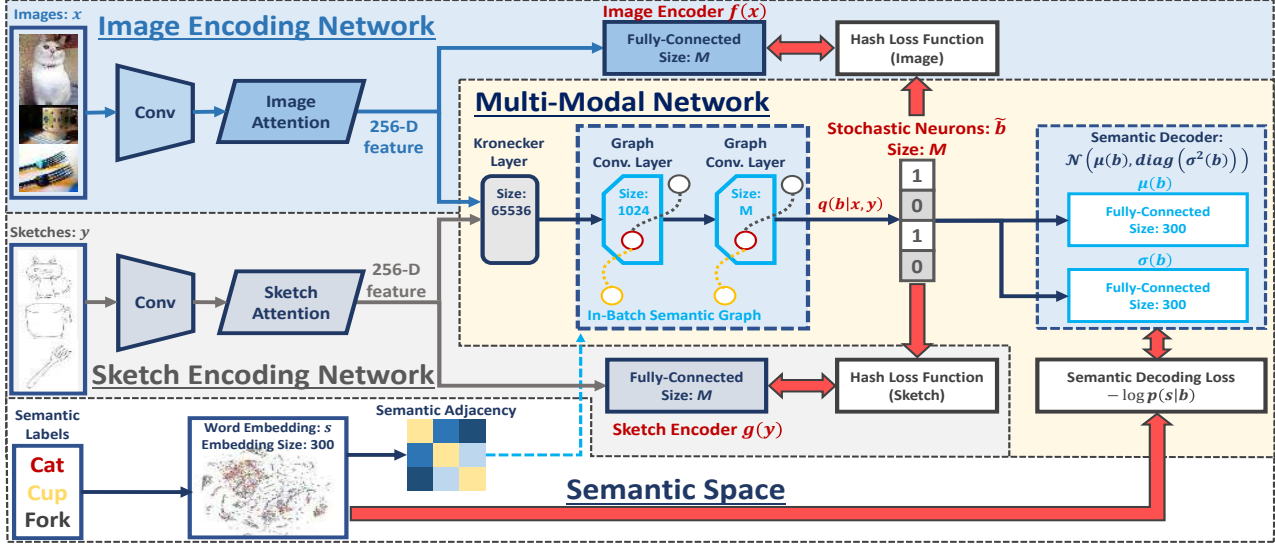 Images: x
Image Encoding Network
Conv
Image
Attention
256-D
feature
Image Encoder f(x)
Fully-Connected
Size: M
Hash Loss Function
(Image)
Multi-Modal Network
Kronecker
Layer
Size:
65536
Graph
Conv. Layer
Size:
1024
Graph
Conv. Layer
Size:
M
In-Batch Semantic Graph
q(b|x, y)
Stochastic Neurons: b̃
Size: M
1
0
1
0
Semantic Decoder:
𝒩(μ(b), diag(σ²(b)))
μ(b)
Fully-Connected
Size: 300
σ(b)
Fully-Connected
Size: 300
Sketches: y
Conv
Sketch
Attention
256-D
feature
Sketch Encoding Network
Fully-Connected
Size: M
Sketch Encoder g(y)
Hash Loss Function
(Sketch)
Semantic Decoding Loss
− log p(s|b)
Semantic
Labels
Cat
Cup
Fork
Word Embedding: s
Embedding Size: 300
Semantic Adjacency
Semantic Space